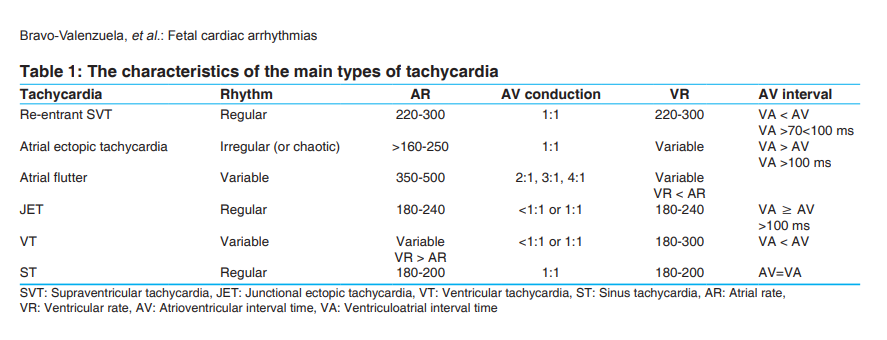 Bravo-Valenzuela, et al.: Fetal cardiac arrhythmias
Table 1: The characteristics of the main types of tachycardia
Tachycardia Rhythm AR AV conduction VR AV interval
Re-entrant SVT Regular 220-300 1:1 220-300 VA < AV
VA >70<100 ms
Atrial ectopic tachycardia Irregular (or chaotic) >160-250 1:1 Variable VA > AV
VA >100 ms
Atrial flutter Variable 350-500 2:1, 3:1, 4:1 Variable
VR < AR
JET Regular 180-240 <1:1 or 1:1 180-240 VA ≥ AV
>100 ms
VT Variable Variable <1:1 or 1:1 180-300 VA < AV
VR > AR
ST Regular 180-200 1:1 180-200 AV=VA
SVT: Supraventricular tachycardia, JET: Junctional ectopic tachycardia, VT: Ventricular tachycardia, ST: Sinus tachycardia, AR: Atrial rate,
VR: Ventricular rate, AV: Atrioventricular interval time, VA: Ventriculoatrial interval time